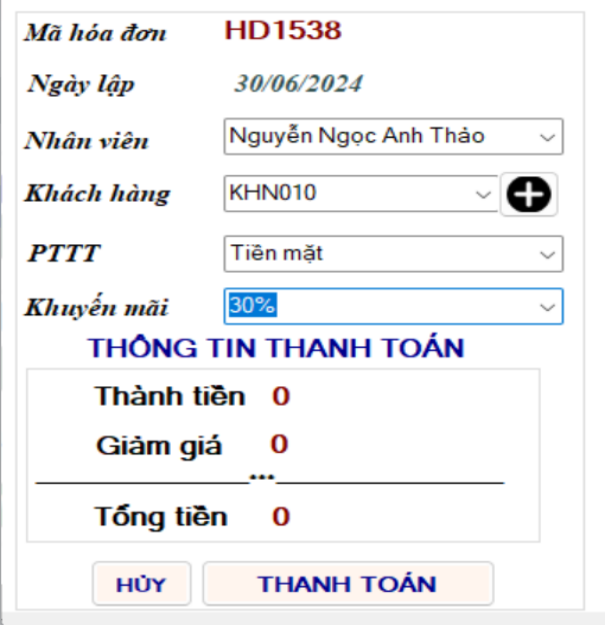 Mã hóa đơn HD1538
Ngày lập 30/06/2024
Nhân viên Nguyễn Ngọc Anh Thảo
Khách hàng KHN010
PTTT Tiền mặt
Khuyến mãi 30%
THÔNG TIN THANH TOÁN
Thành tiền 0
Giảm giá 0
...
Tổng tiền 0
HỦY THANH TOÁN